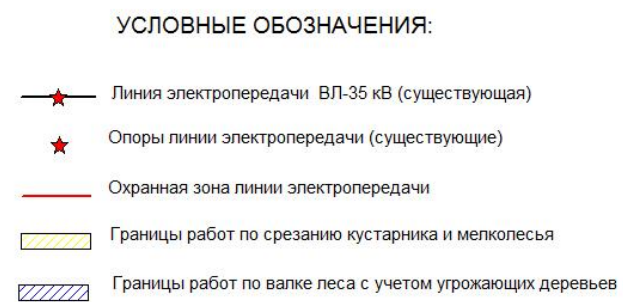 УСЛОВНЫЕ ОБОЗНАЧЕНИЯ:
Линия электропередачи ВЛ-35 кВ (существующая)
Опоры линии электропередачи (существующие)
Охранная зона линии электропередачи
Границы работ по срезанию кустарника и мелколесья
Границы работ по валке леса с учетом угрожающих деревьев